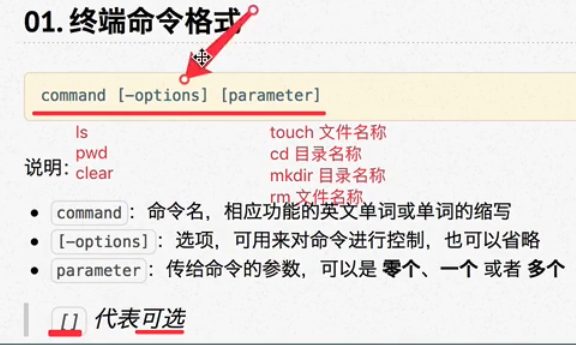 01. 终端命令格式
command [-options] [parameter]
ls
pwd
clear
touch 文件名称
cd 目录名称
mkdir 目录名称
rm 文件名称
说明：
command：命令名，相应功能的英文单词或单词的缩写
[-options]：选项，可用来对命令进行控制，也可以省略
parameter：传给命令的参数，可以是 零个、一个 或者 多个
[] 代表可选